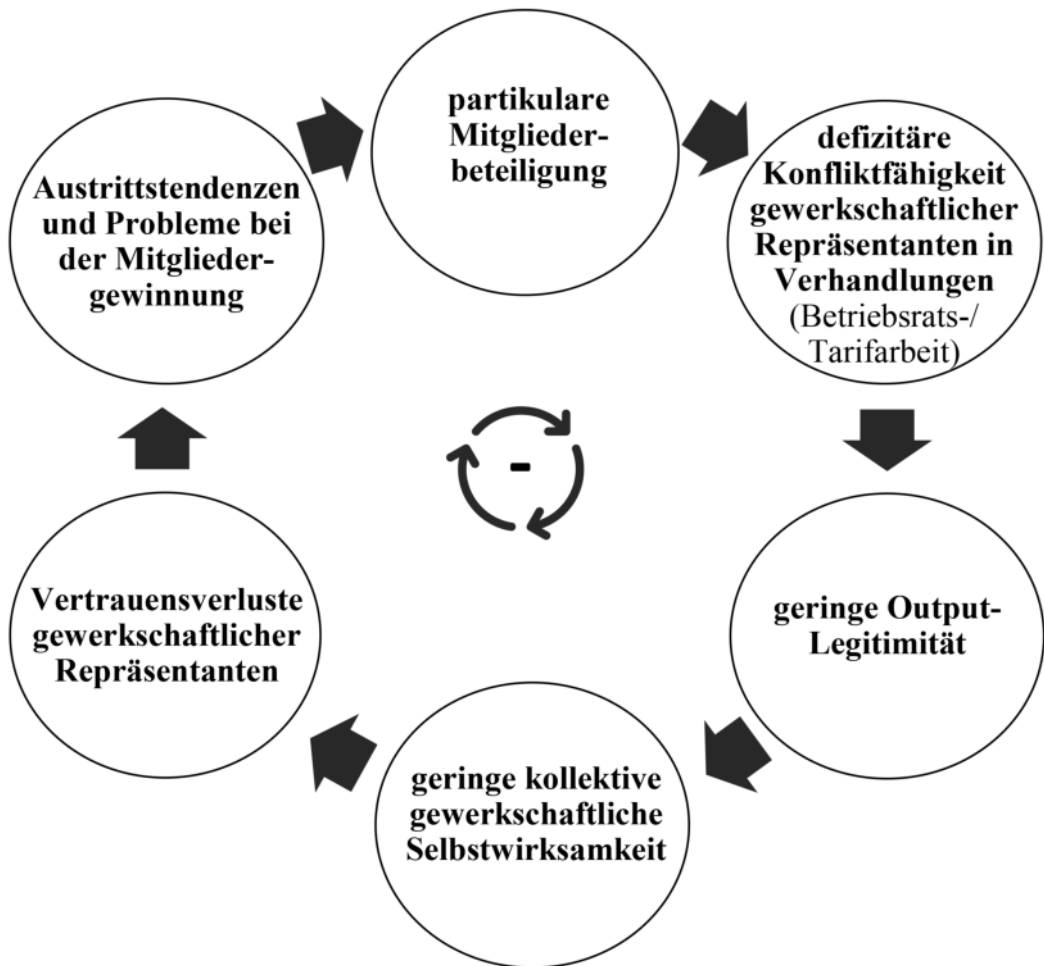 partikulare
Mitglieder-
beteiligung
defizitäre
Konfliktfähigkeit
gewerkschaftlicher
Repräsentanten in
Verhandlungen
(Betriebsrats-/
Tarifarbeit)
geringe Output-
Legitimität
geringe kollektive
gewerkschaftliche
Selbstwirksamkeit
Vertrauensverluste
gewerkschaftlicher
Repräsentanten
Austrittstendenzen
und Probleme bei
der Mitglieder-
gewinnung
-